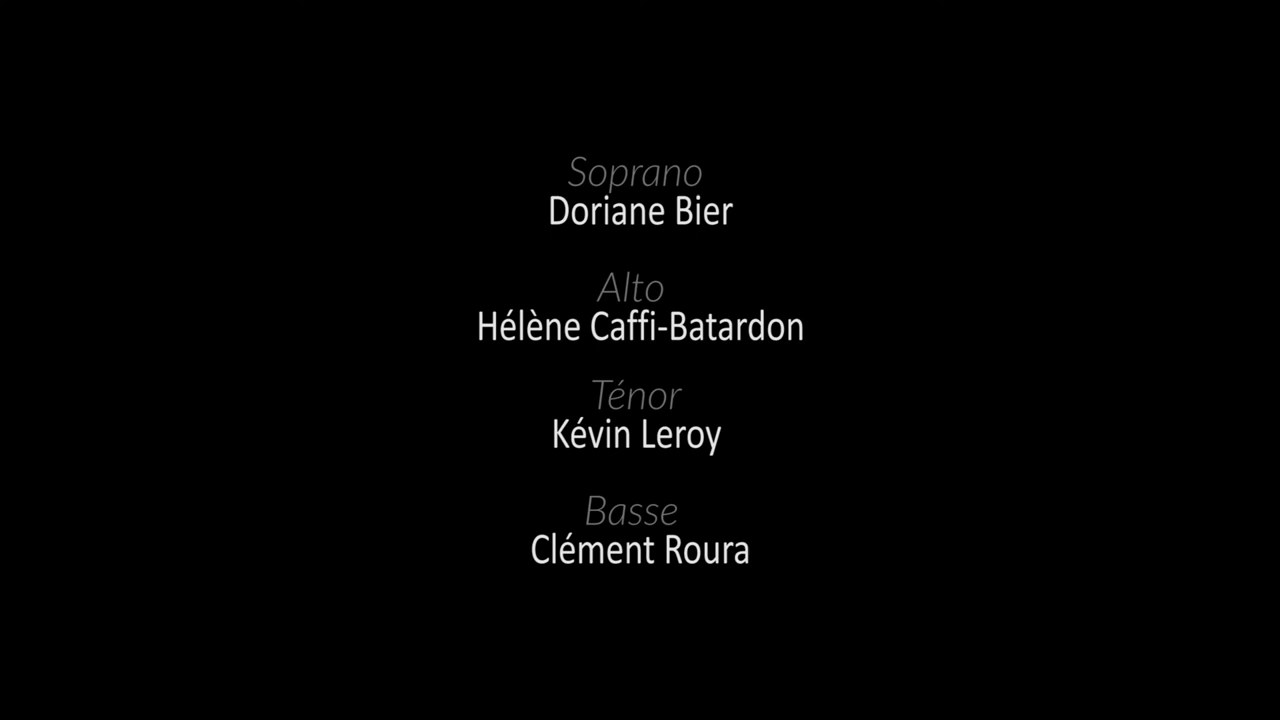 Soprano
Doriane Bier
Alto
Hélène Caffi-Batardon
Ténor
Kévin Leroy
Basse
Clément Roura